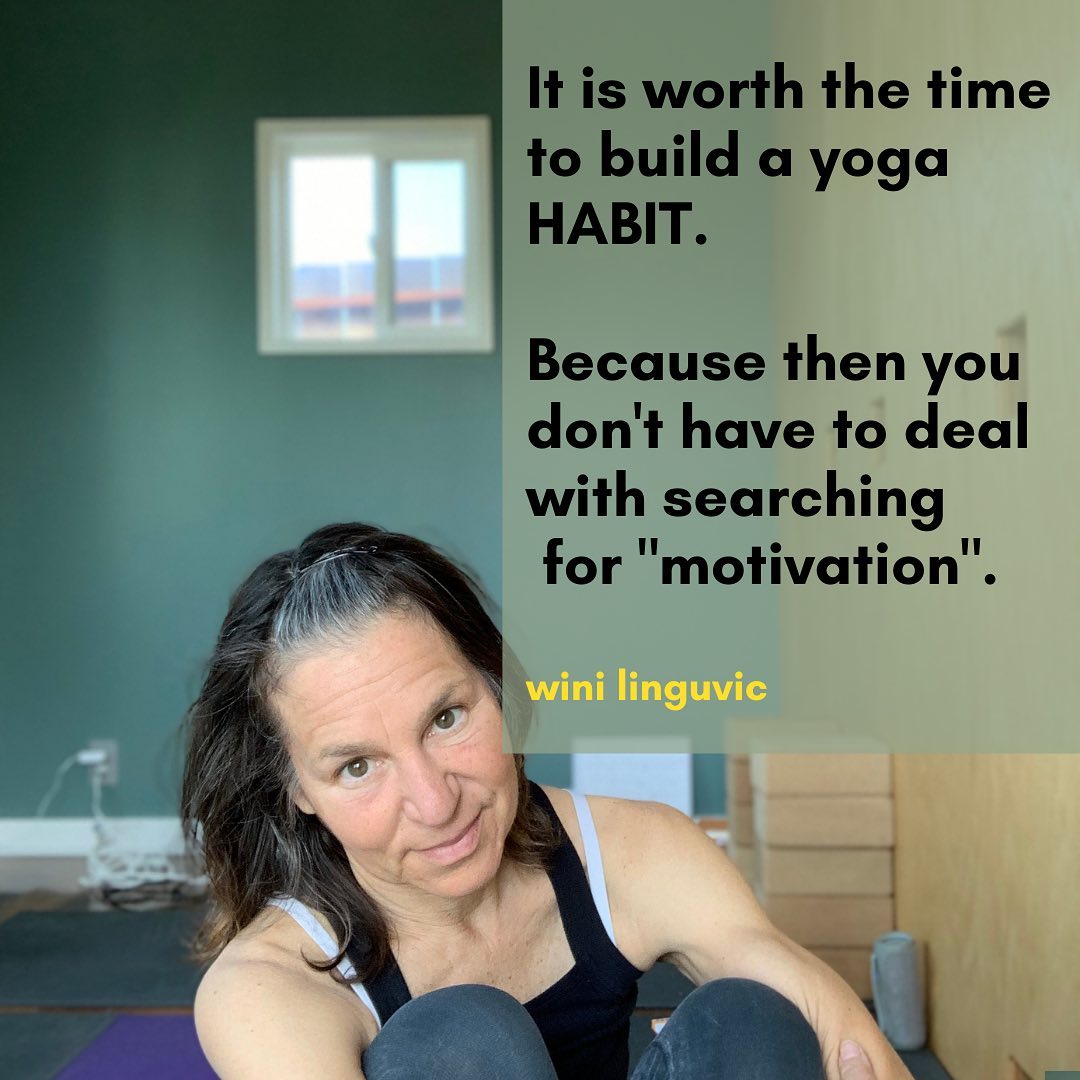 It is worth the time
to build a yoga
HABIT.
Because then you
don't have to deal
with searching
for "motivation".
wini linguvic